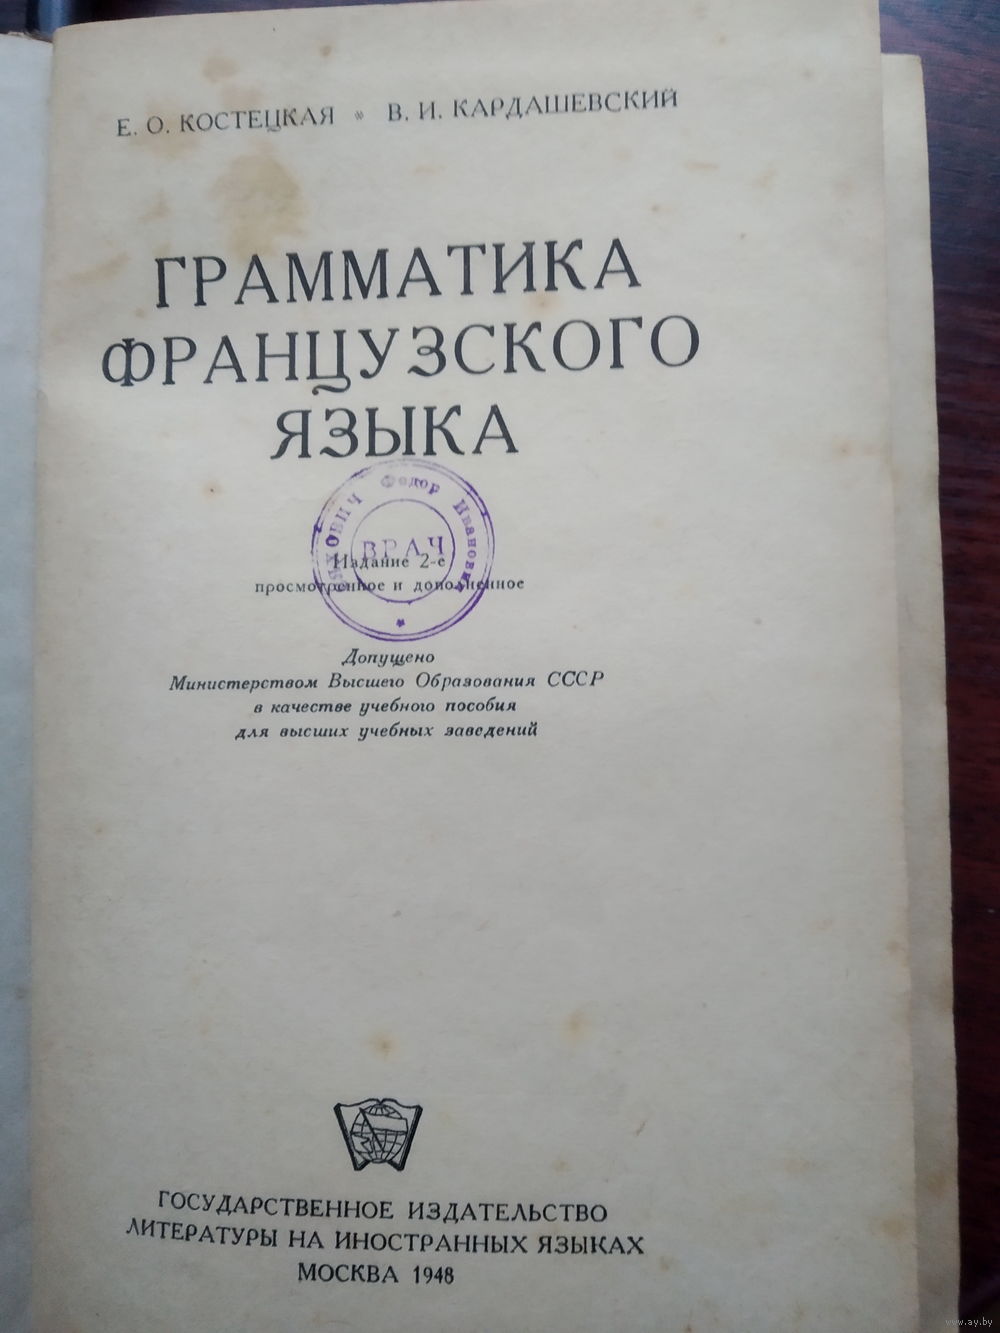 Е. О. КОСТЕЦКАЯ * В. И. КАРДАШЕВСКИЙ
ГРАММАТИКА
ФРАНЦУЗСКОГО
ЯЗЫКА
Федор Иванович
ВРАЧ
Издание 2-е
просмотренное и дополненное
Допущено
Министерством Высшего Образования СССР
в качестве учебного пособия
для высших учебных заведений
ГОСУДАРСТВЕННОЕ ИЗДАТЕЛЬСТВО
ЛИТЕРАТУРЫ НА ИНОСТРАННЫХ ЯЗЫКАХ
МОСКВА 1948
www.ay.by